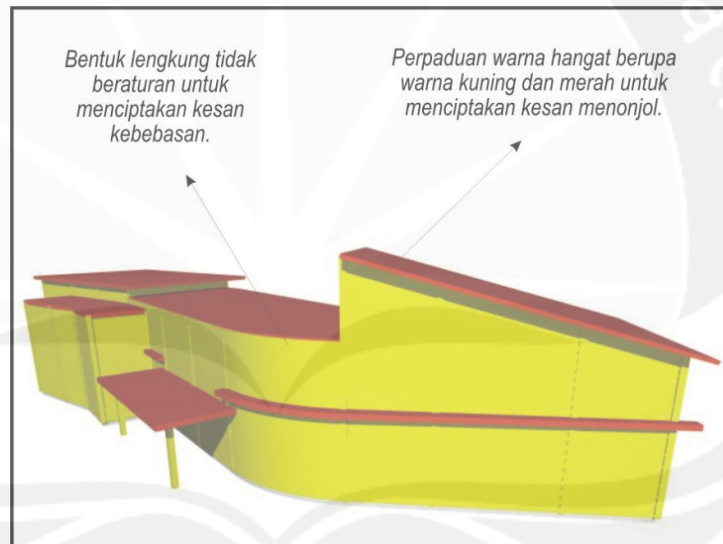 Bentuk lengkung tidak
beraturan untuk
menciptakan kesan
kebebasan.
Perpaduan warna hangat berupa
warna kuning dan merah untuk
menciptakan kesan menonjol.